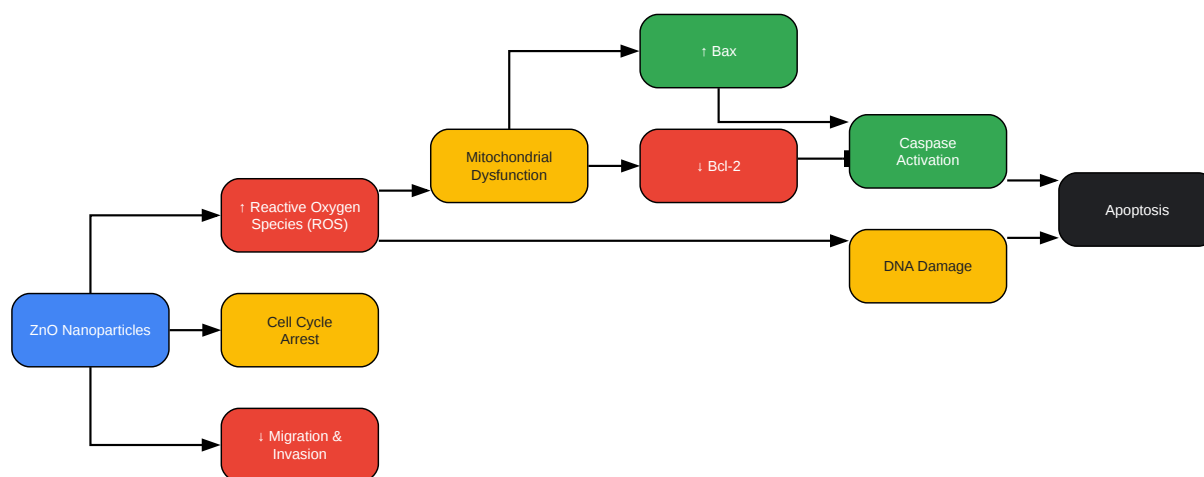 ↑ Bax
Caspase
Activation
Mitochondrial
Dysfunction
↓ Bcl-2
↑ Reactive Oxygen
Species (ROS)
Apoptosis
DNA Damage
ZnO Nanoparticles
Cell Cycle
Arrest
↓ Migration &
Invasion